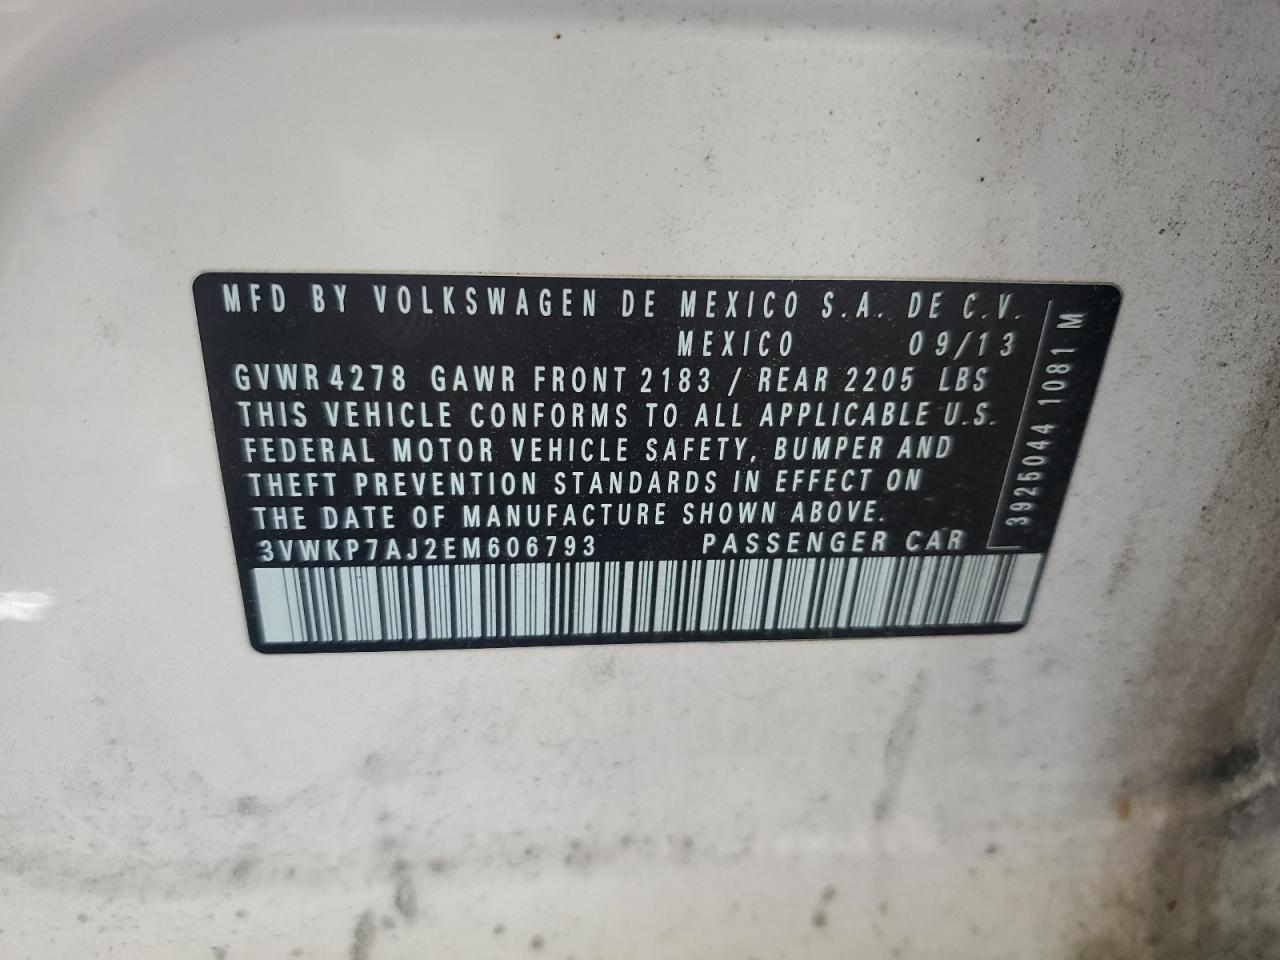 MFD BY VOLKSWAGEN DE MEXICO S.A. DE C.V.
MEXICO 09/13
GVWR 4278 GAWR FRONT 2183 / REAR 2205 LBS
THIS VEHICLE CONFORMS TO ALL APPLICABLE U.S.
FEDERAL MOTOR VEHICLE SAFETY, BUMPER AND
THEFT PREVENTION STANDARDS IN EFFECT ON
THE DATE OF MANUFACTURE SHOWN ABOVE.
3VWKP7AJ2EM606793 PASSENGER CAR
3925044 1081 M